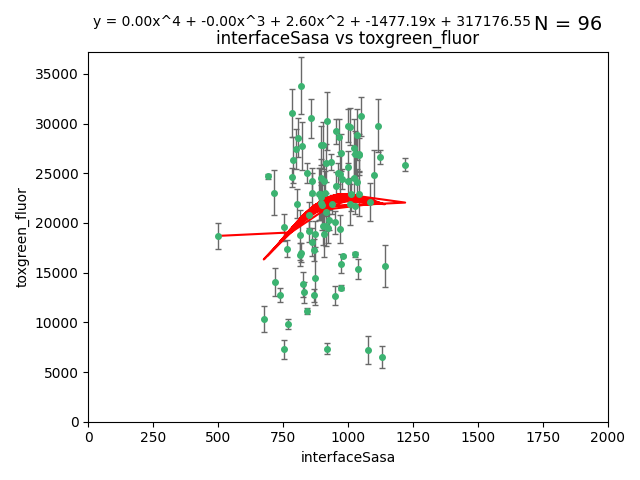 y = 0.00x^4 + -0.00x^3 + 2.60x^2 + -1477.19x + 317176.55 N = 96
interfaceSasa vs toxgreen_fluor
35000
30000
25000
20000
15000
10000
5000
0
toxgreen_fluor
0 250 500 750 1000 1250 1500 1750 2000
interfaceSasa